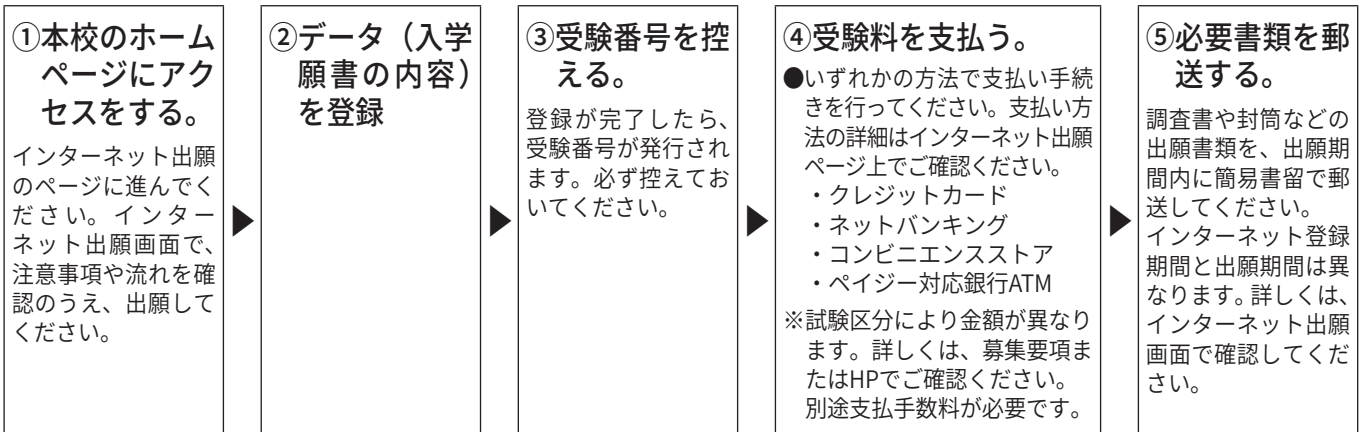 ①本校のホーム
ページにアク
セスをする。
インターネット出願
のページに進んでく
ださい。インター
ネット出願画面で、
注意事項や流れを確
認のうえ、出願して
ください。
▶
②データ（入学
願書の内容）
を登録
▶
③受験番号を控
える。
登録が完了したら、
受験番号が発行され
ます。必ず控えてお
いてください。
▶
④受験料を支払う。
●いずれかの方法で支払い手続
きを行ってください。支払い方
法の詳細はインターネット出願
ページ上でご確認ください。
・クレジットカード
・ネットバンキング
・コンビニエンスストア
・ペイジー対応銀行ATM
※試験区分により金額が異なり
ます。詳しくは、募集要項ま
たはHPでご確認ください。
別途支払手数料が必要です。
▶
⑤必要書類を郵
送する。
調査書や封筒などの
出願書類を、出願期
間内に簡易書留で郵
送してください。
インターネット登録
期間と出願期間は異
なります。詳しくは、
インターネット出願
画面で確認してくだ
さい。